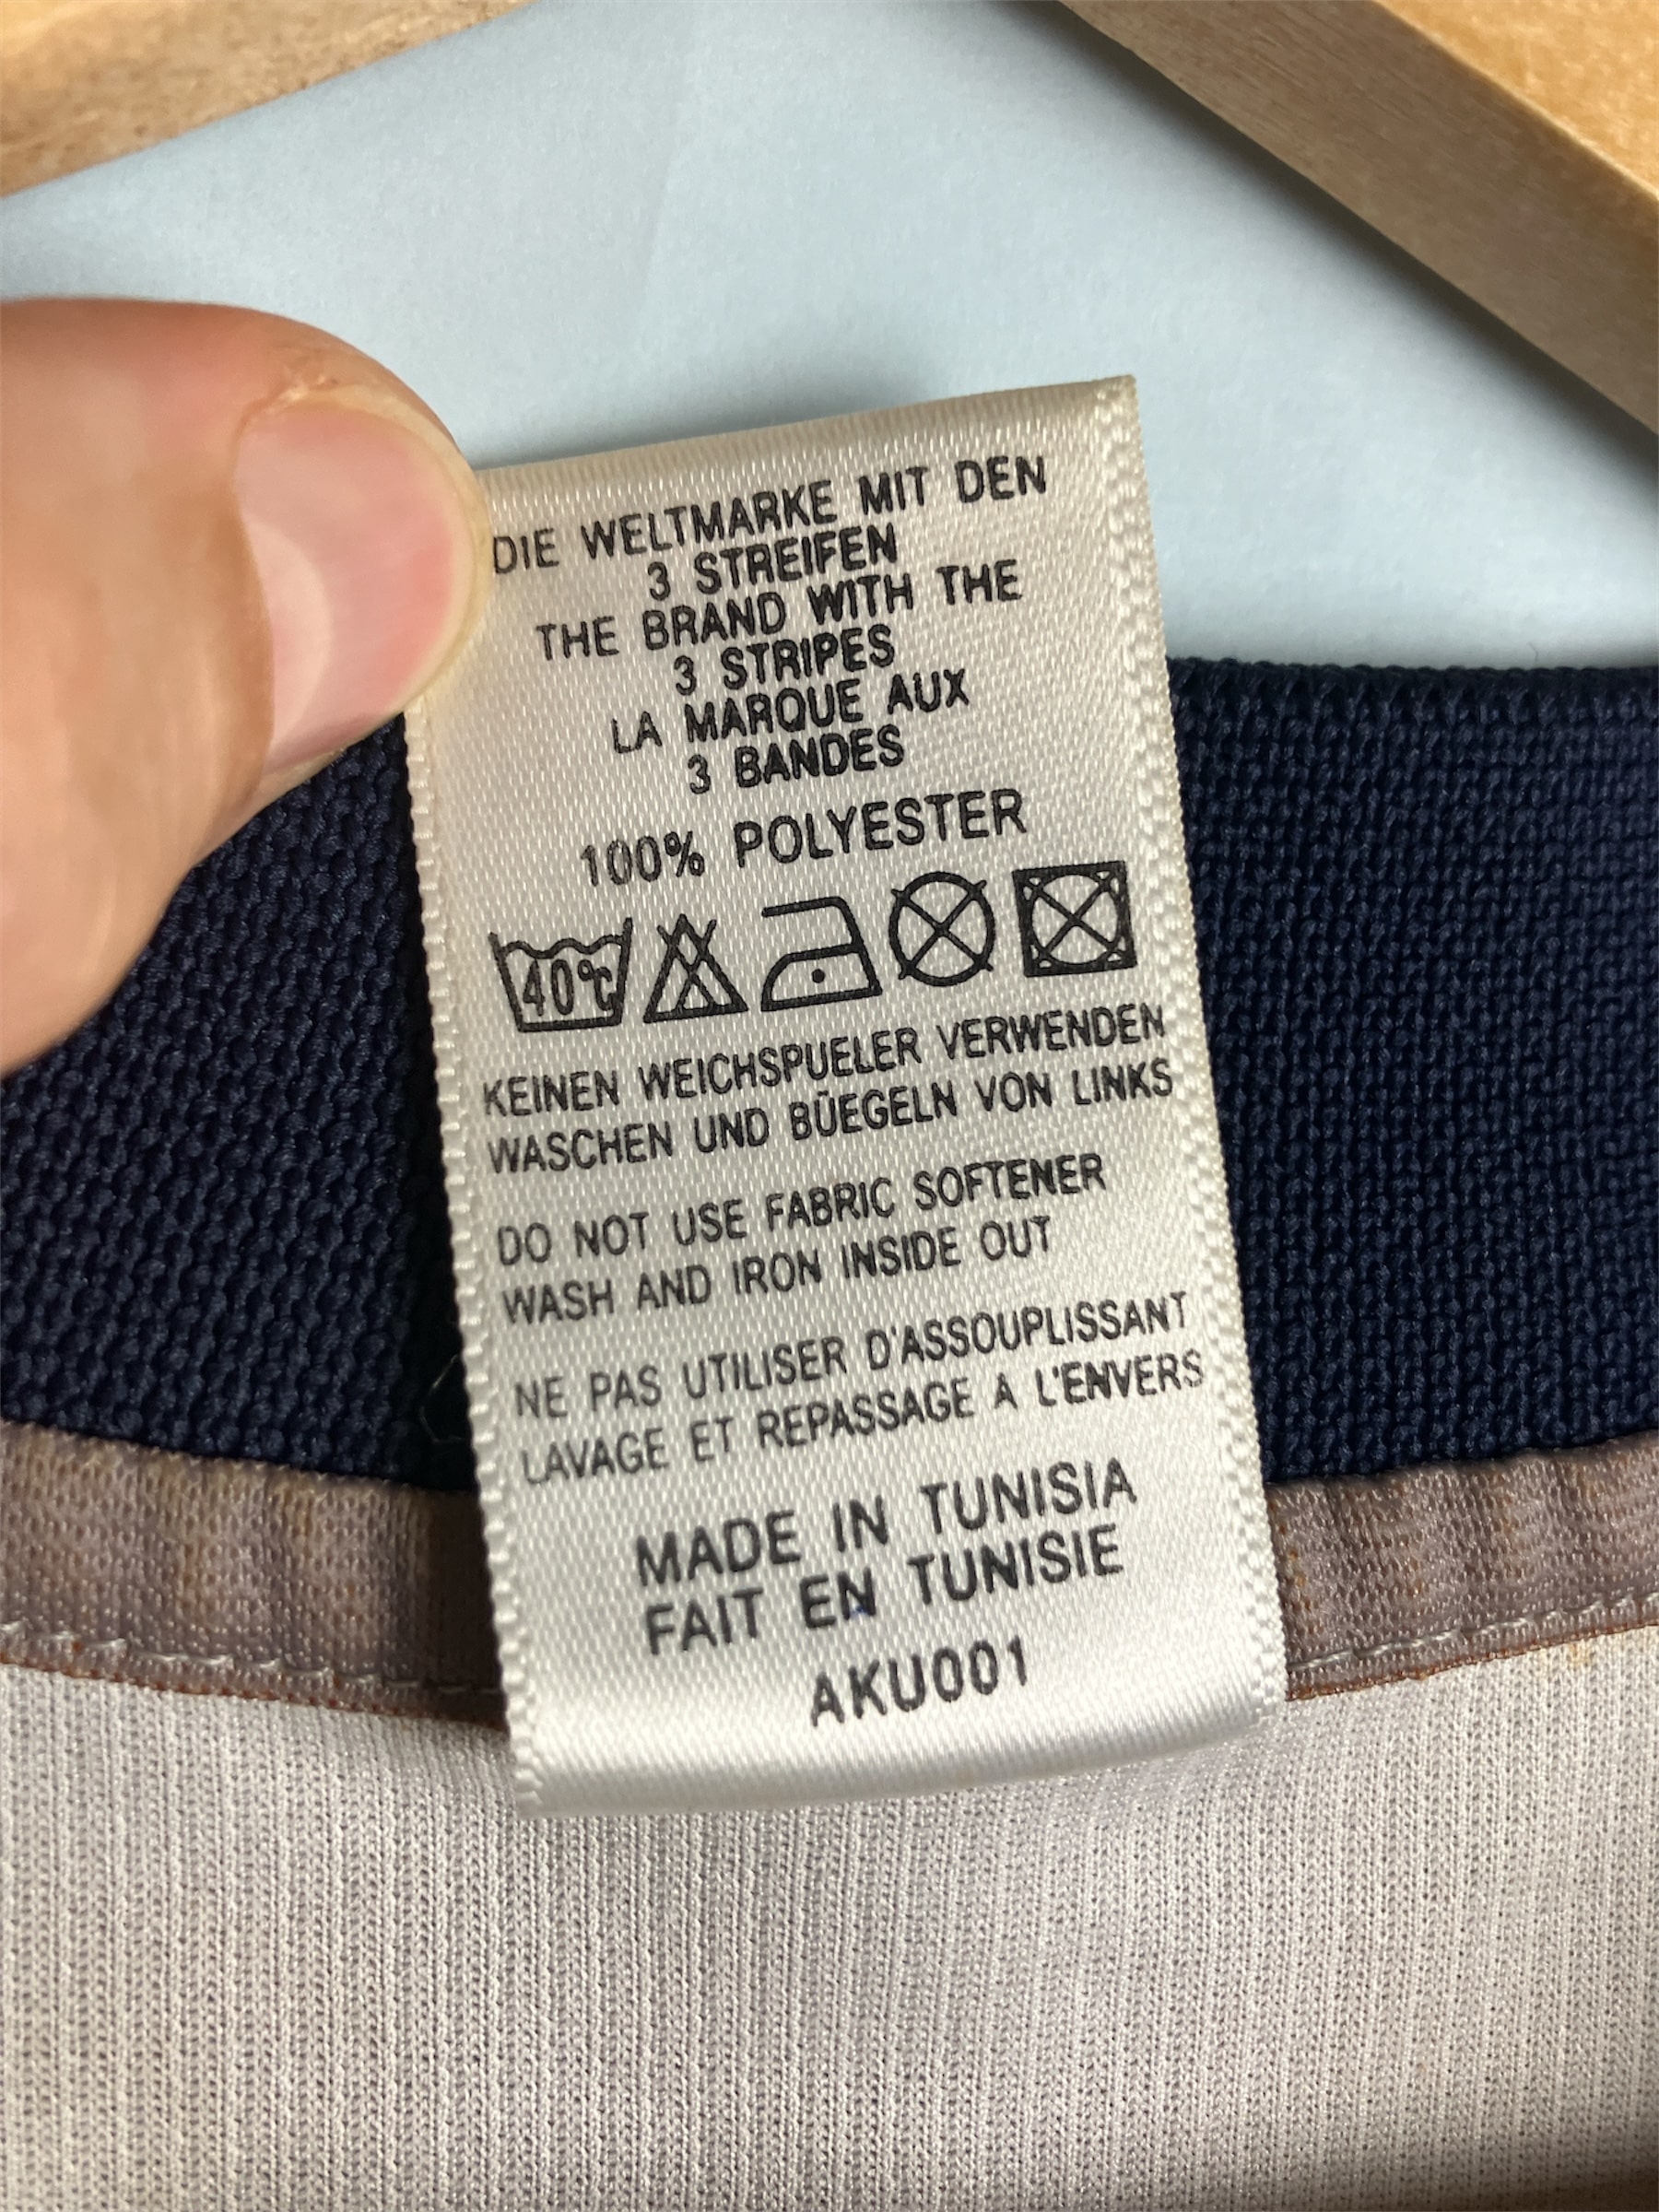 DIE WELTMARKE MIT DEN
3 STREIFEN
THE BRAND WITH THE
3 STRIPES
LA MARQUE AUX
3 BANDES
100% POLYESTER
40°C
KEINEN WEICHSPUELER VERWENDEN
WASCHEN UND BÜEGELN VON LINKS
DO NOT USE FABRIC SOFTENER
WASH AND IRON INSIDE OUT
NE PAS UTILISER D'ASSOUPLISSANT
LAVAGE ET REPASSAGE A L'ENVERS
MADE IN TUNISIA
FAIT EN TUNISIE
AKU001